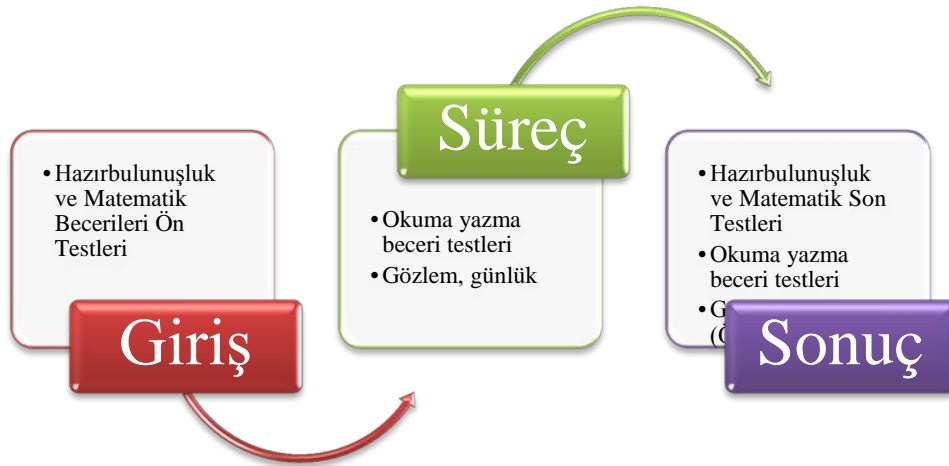 • Hazırbulunuşluk
ve Matematik
Becerileri Ön
Testleri
Giriş
Süreç
• Okuma yazma
beceri testleri
• Gözlem, günlük
• Hazırbulunuşluk
ve Matematik Son
Testleri
• Okuma yazma
beceri testleri
Sonuç